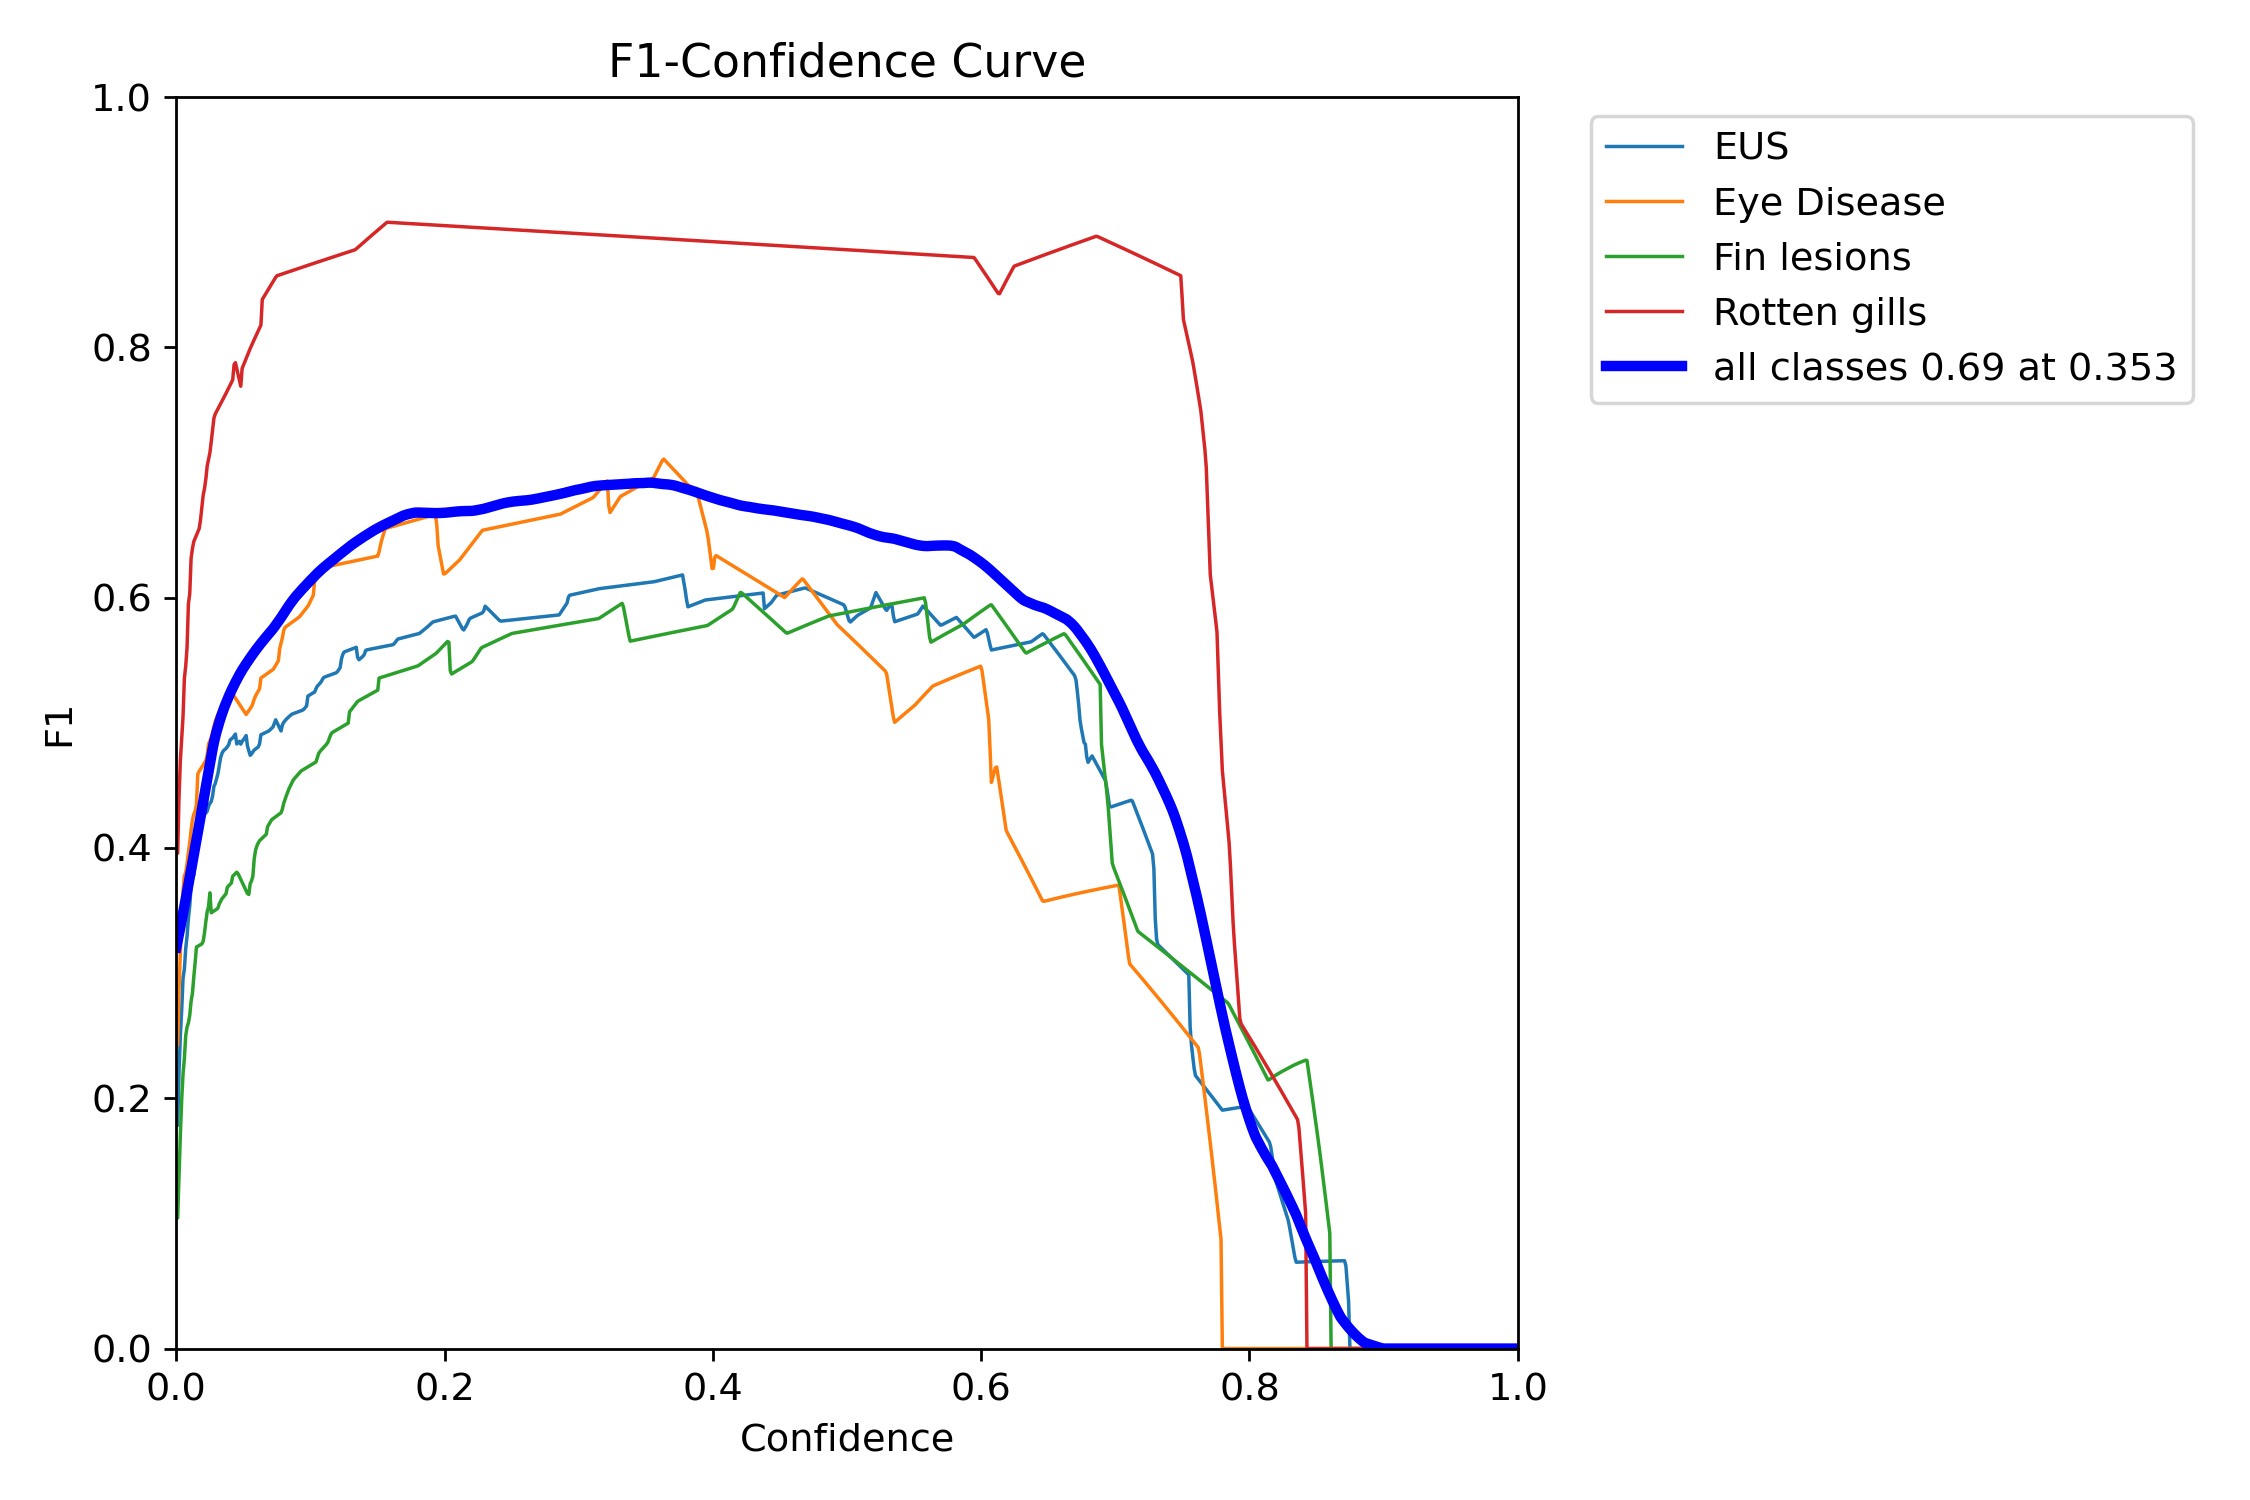 F1-Confidence Curve
1.0
0.8
0.6
0.4
0.2
0.0
F1
0.0 0.2 0.4 0.6 0.8 1.0
Confidence
EUS
Eye Disease
Fin lesions
Rotten gills
all classes 0.69 at 0.353